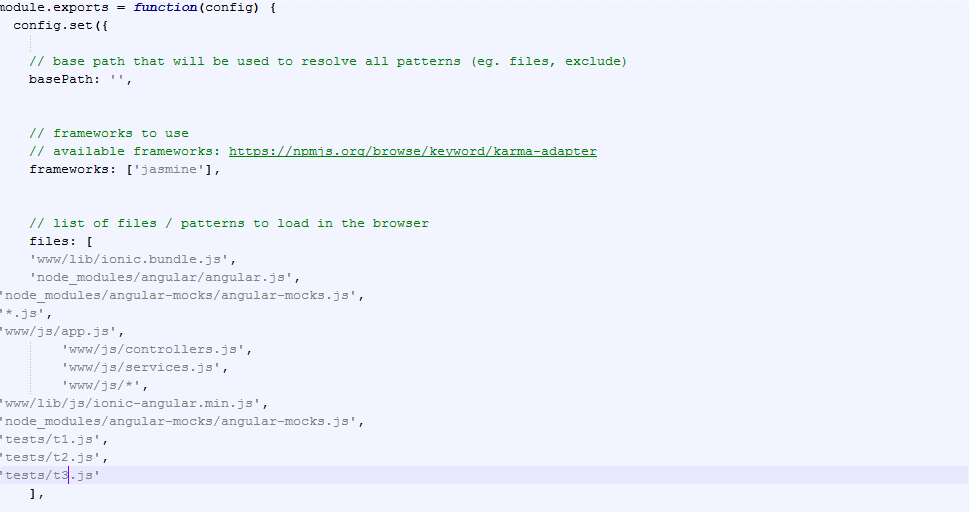 module.exports = function(config) {
config.set({
// base path that will be used to resolve all patterns (eg. files, exclude)
basePath: '',
// frameworks to use
// available frameworks: https://npmjs.org/browse/keyword/karma-adapter
frameworks: ['jasmine'],
// list of files / patterns to load in the browser
files: [
'www/lib/ionic.bundle.js',
'node_modules/angular/angular.js',
'node_modules/angular-mocks/angular-mocks.js',
'*.js',
'www/js/app.js',
'www/js/controllers.js',
'www/js/services.js',
'www/js/*',
'www/lib/js/ionic-angular.min.js',
'node_modules/angular-mocks/angular-mocks.js',
'tests/t1.js',
'tests/t2.js',
'tests/t3.js'
],